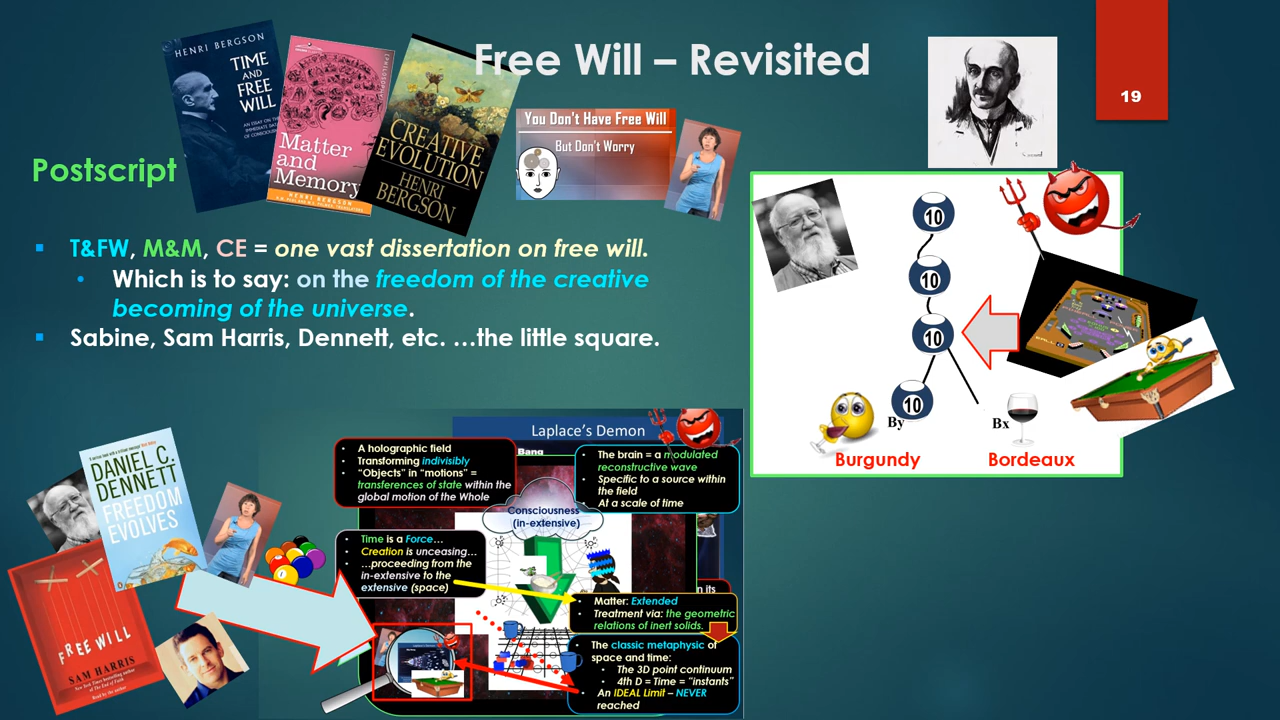 Free Will – Revisited
19
HENRI BERGSON
TIME
AND
FREE
WILL
AN ESSAY ON THE
IMMEDIATE DATA
OF CONSCIOUSNESS
PHILOSOPHY
Matter
and
Memory
HENRI BERGSON
CREATIVE
EVOLUTION
HENRI
BERGSON
You Don't Have Free Will
But Don't Worry
Postscript
T&FW, M&M, CE = one vast dissertation on free will.
Which is to say: on the freedom of the creative
becoming of the universe.
Sabine, Sam Harris, Dennett, etc. …the little square.
10
10
10
10
By
Bx
Burgundy
Bordeaux
DANIEL C.
DENNETT
FREEDOM
EVOLVES
FREE WILL
SAM HARRIS
Laplace's Demon
Bang
A holographic field
Transforming indivisibly
"Objects" in "motions" =
transferences of state within the
global motion of the Whole
The brain = a modulated
reconstructive wave
Specific to a source within
the field
At a scale of time
Consciousness
(in-extensive)
Time is a Force…
Creation is unceasing…
…proceeding from the
in-extensive to the
extensive (space)
n its
Matter: Extended
Treatment via: the geometric
relations of inert solids.
The classic metaphysic of
space and time:
The 3D point continuum
4th D = Time = "instants"
An IDEAL Limit – NEVER
reached